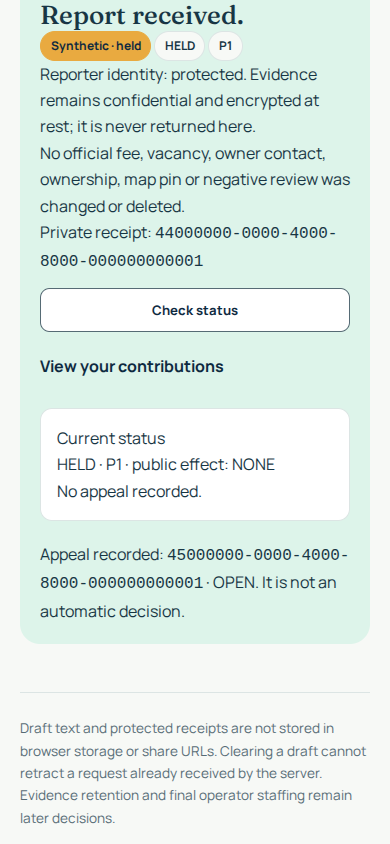 Report received.
Synthetic · held HELD P1
Reporter identity: protected. Evidence
remains confidential and encrypted at
rest; it is never returned here.
No official fee, vacancy, owner contact,
ownership, map pin or negative review was
changed or deleted.
Private receipt: 44000000-0000-4000-
8000-000000000001
Check status
View your contributions
Current status
HELD · P1 · public effect: NONE
No appeal recorded.
Appeal recorded: 45000000-0000-4000-
8000-000000000001 · OPEN. It is not an
automatic decision.
Draft text and protected receipts are not stored in
browser storage or share URLs. Clearing a draft cannot
retract a request already received by the server.
Evidence retention and final operator staffing remain
later decisions.